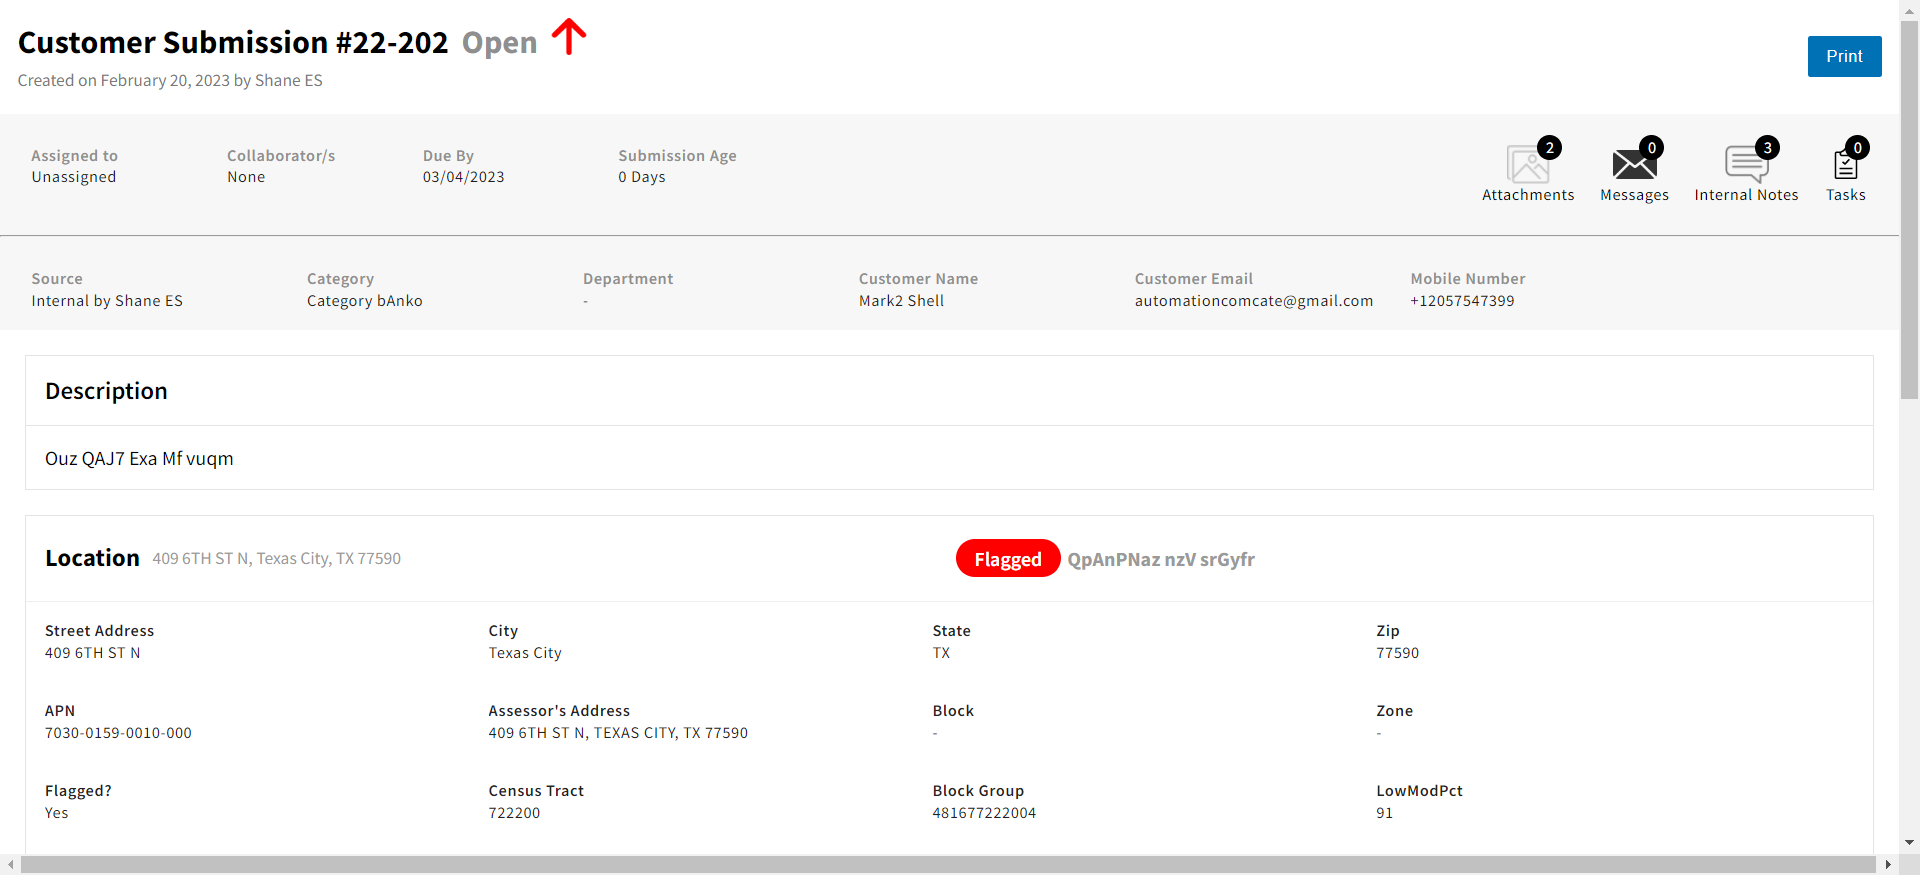 Customer Submission #22-202 Open
Created on February 20, 2023 by Shane ES
Print
Assigned to
Unassigned
Collaborator/s
None
Due By
03/04/2023
Submission Age
0 Days
2
Attachments
0
Messages
3
Internal Notes
0
Tasks
Source
Internal by Shane ES
Category
Category bAnko
Department
-
Customer Name
Mark2 Shell
Customer Email
automationcomcate@gmail.com
Mobile Number
+12057547399
Description
Ouz QAJ7 Exa Mf vuqm
Location 409 6TH ST N, Texas City, TX 77590
Flagged QpAnPNaz nzV srGyfr
Street Address
409 6TH ST N
City
Texas City
State
TX
Zip
77590
APN
7030-0159-0010-000
Assessor's Address
409 6TH ST N, TEXAS CITY, TX 77590
Block
-
Zone
-
Flagged?
Yes
Census Tract
722200
Block Group
481677222004
LowModPct
91